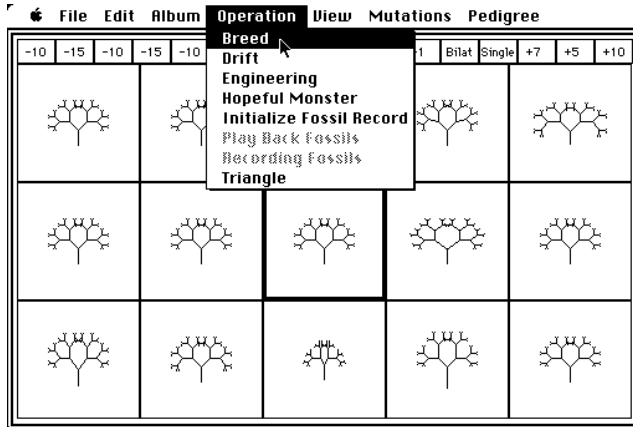 File Edit Album Operation View Mutations Pedigree
-10 -15 -10 -15 -10 1 Bilat Single +7 +5 +10
Breed
Drift
Engineering
Hopeful Monster
Initialize Fossil Record
Play Back Fossils
Recording Fossils
Triangle